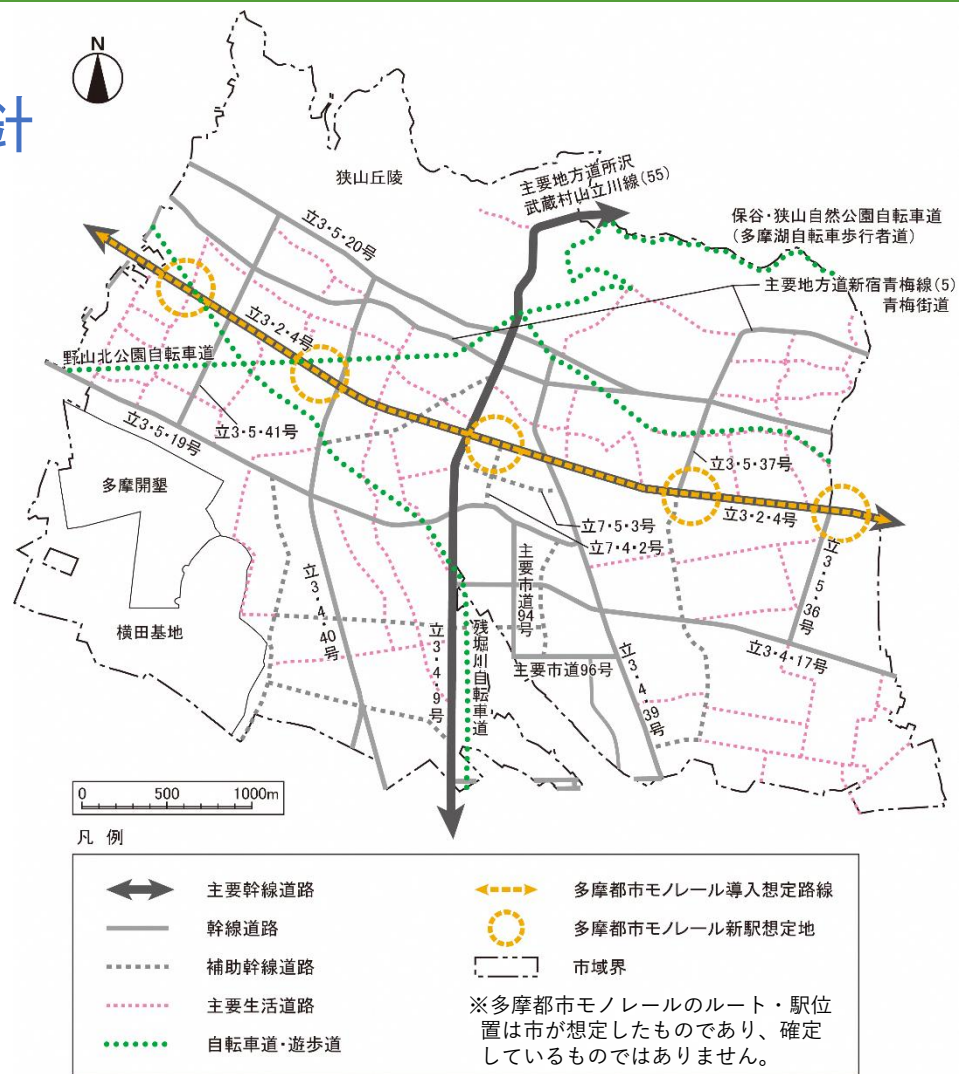 針
N
狭山丘陵
主要地方道所沢
武蔵村山立川線(55)
保谷・狭山自然公園自転車道
(多摩湖自転車歩行者道)
立3・5・20号
主要地方道新宿青梅線(5)
青梅街道
立3・2・4号
野山北公園自転車道
立3・5・19号
立3・5・41号
立3・5・37号
多摩開墾
立3・2・4号
立7・5・3号
立7・4・2号
主要市道94号
立3・5・36号
横田基地
立3・4・40号
立3・4・9号
残堀川自転車道
主要市道96号
立3・4・39号
立3・4・17号
0 500 1000m
凡 例
主要幹線道路
幹線道路
補助幹線道路
主要生活道路
自転車道・遊歩道
多摩都市モノレール導入想定路線
多摩都市モノレール新駅想定地
市域界
※多摩都市モノレールのルート・駅位
置は市が想定したものであり、確定
しているものではありません。